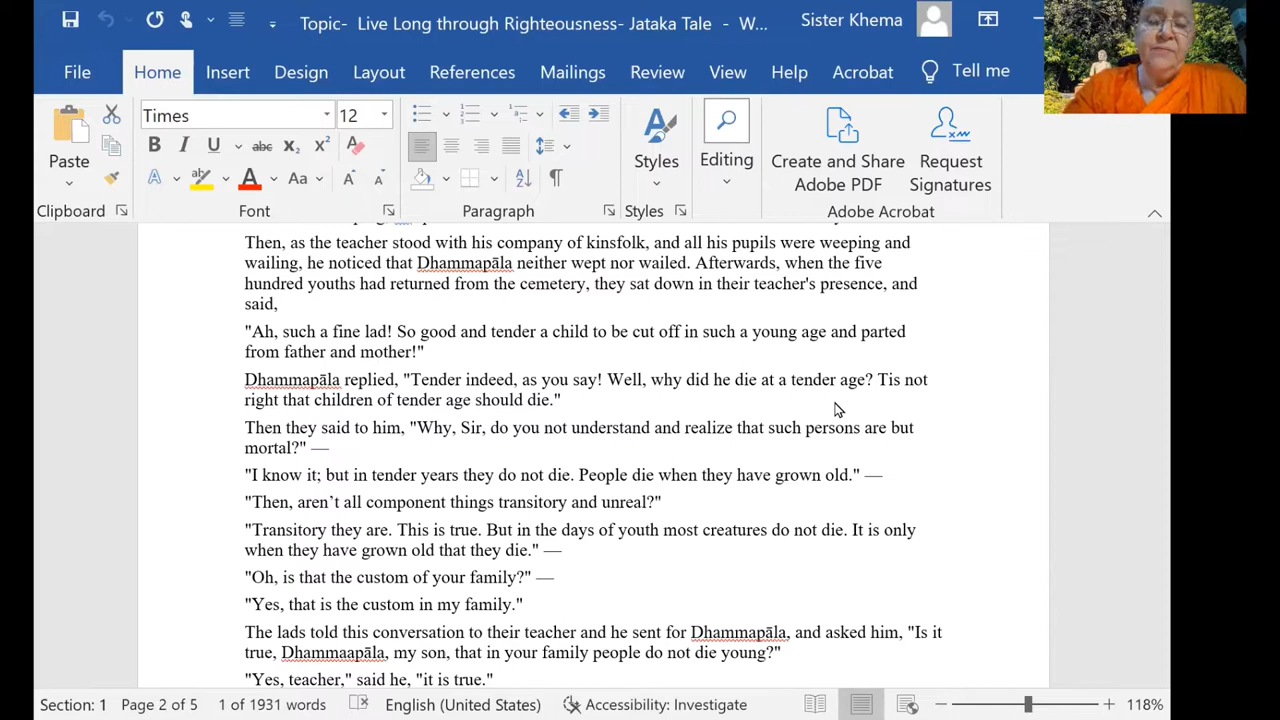 Topic- Live Long through Righteousness- Jataka Tale - W...
Sister Khema
File Home Insert Design Layout References Mailings Review View Help Acrobat Tell me
Times 12
B I U abc x₂ x²
A ab A Aa A A
Paste
Styles
Editing
Create and Share
Adobe PDF
Request
Signatures
Clipboard Font Paragraph Styles Adobe Acrobat
Then, as the teacher stood with his company of kinsfolk, and all his pupils were weeping and
wailing, he noticed that Dhammapāla neither wept nor wailed. Afterwards, when the five
hundred youths had returned from the cemetery, they sat down in their teacher's presence, and
said,
"Ah, such a fine lad! So good and tender a child to be cut off in such a young age and parted
from father and mother!"
Dhammapāla replied, "Tender indeed, as you say! Well, why did he die at a tender age? Tis not
right that children of tender age should die."
Then they said to him, "Why, Sir, do you not understand and realize that such persons are but
mortal?" —
"I know it; but in tender years they do not die. People die when they have grown old." —
"Then, aren’t all component things transitory and unreal?"
"Transitory they are. This is true. But in the days of youth most creatures do not die. It is only
when they have grown old that they die." —
"Oh, is that the custom of your family?" —
"Yes, that is the custom in my family."
The lads told this conversation to their teacher and he sent for Dhammapāla, and asked him, "Is it
true, Dhammaapāla, my son, that in your family people do not die young?"
"Yes, teacher," said he, "it is true."
Section: 1 Page 2 of 5 1 of 1931 words English (United States) Accessibility: Investigate 118%